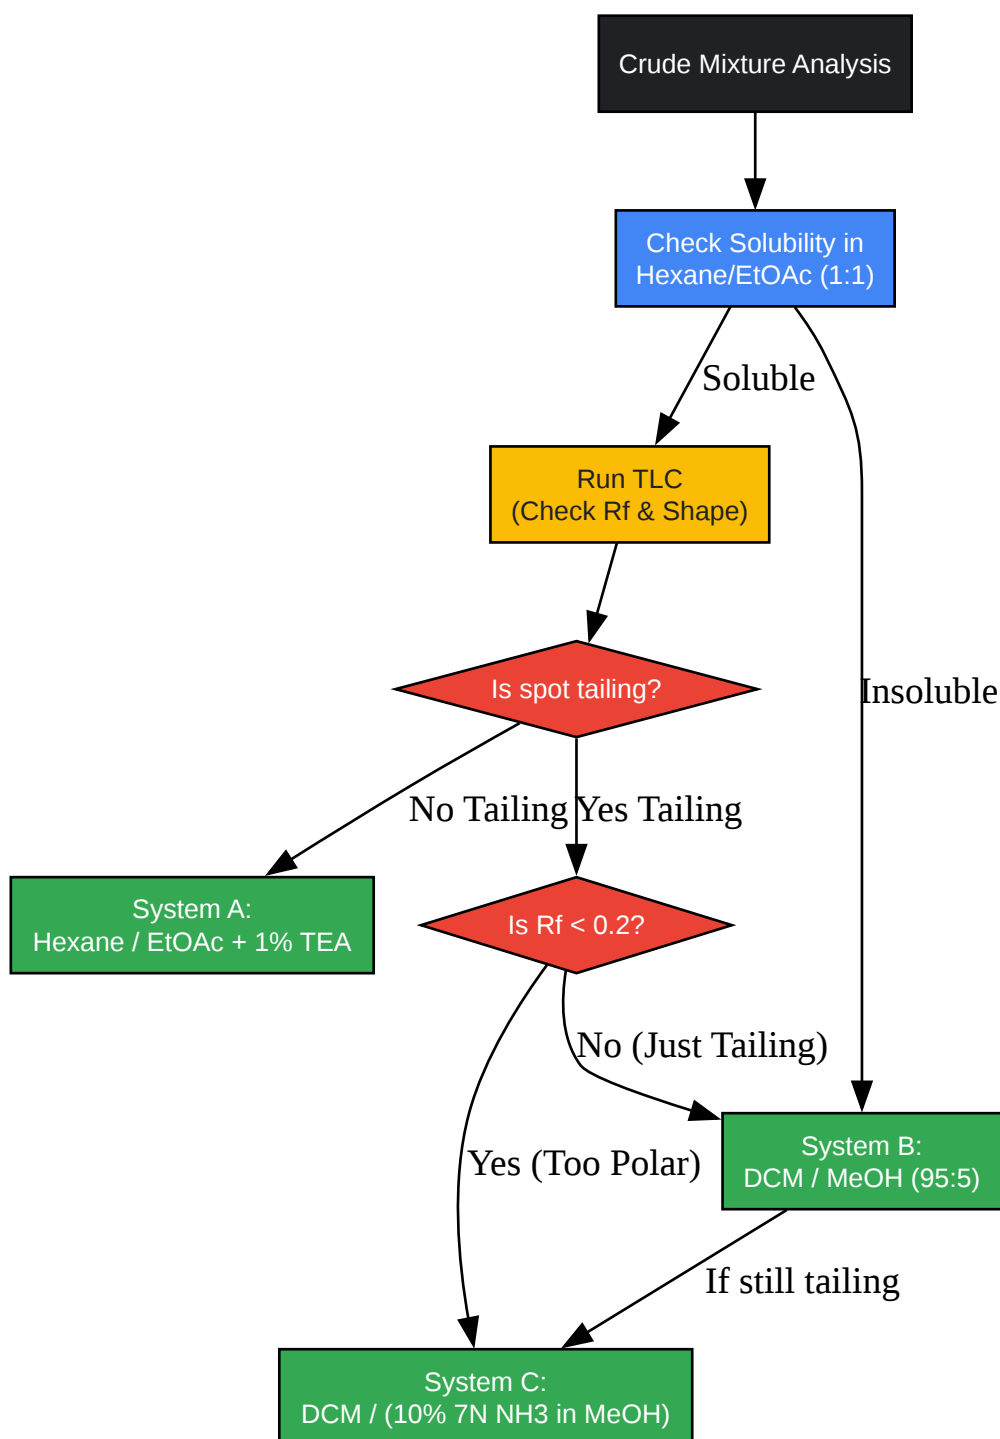 Crude Mixture Analysis
Check Solubility in
Hexane/EtOAc (1:1)
Soluble
Run TLC
(Check Rf & Shape)
Is spot tailing?
Insoluble
No Tailing
Yes Tailing
System A:
Hexane / EtOAc + 1% TEA
Is Rf < 0.2?
No (Just Tailing)
Yes (Too Polar)
System B:
DCM / MeOH (95:5)
If still tailing
System C:
DCM / (10% 7N NH3 in MeOH)